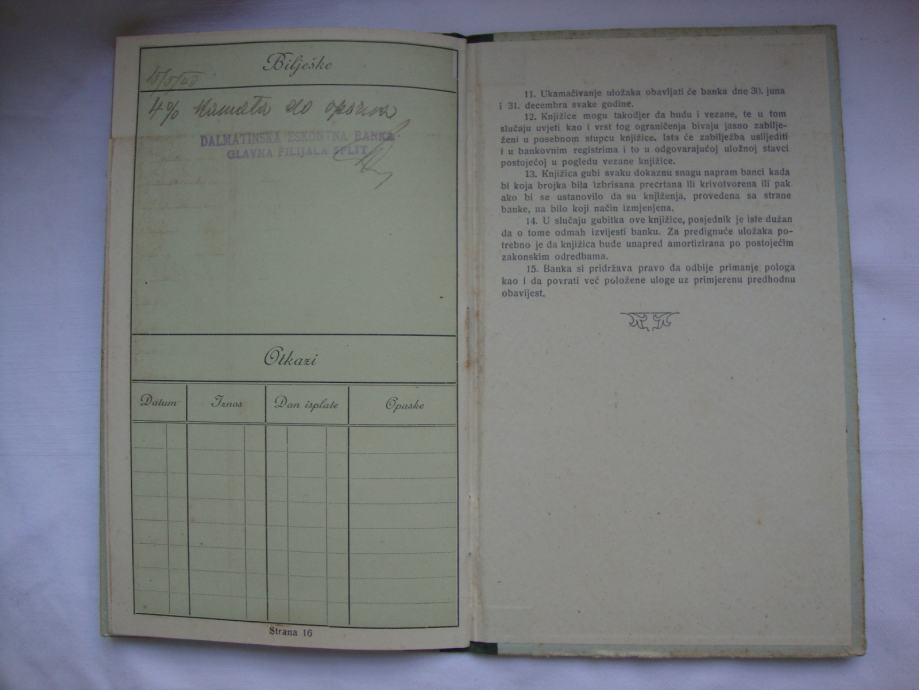 Bilješke
4% kamata do opoziva
DALMATINSKA ESKONTNA BANKA
GLAVNA FILIJALA SPLIT
Otkazi
Datum Iznos Dan isplate Opaske
Strana 16
11. Ukamaćivanje uložaka obavljati će banka dne 30. juna
i 31. decembra svake godine.
12. Knjižice mogu takodjer da budu i vezane, te u tom
slučaju uvjeti kao i vrst tog ograničenja bivaju jasno zabilje-
ženi u posebnom stupcu knjižice. Ista će zabilježba uslijediti
i u bankovnim registrima i to u odgovarajućoj uložnoj stavci
postojećoj u pogledu vezane knjižice.
13. Knjižica gubi svaku dokaznu snagu napram banci kada
bi koja brojka bila izbrisana precrtana ili krivotvorena ili pak
ako bi se ustanovilo da su knjiženja, provedena sa strane
banke, na bilo koji način izmjenjena.
14. U slučaju gubitka ove knjižice, posjednik je iste dužan
da o tome odmah izvijesti banku. Za predignuće uložaka po-
trebno je da knjižica bude unapred amortizirana po postojećim
zakonskim odredbama.
15. Banka si pridržava pravo da odbije primanje pologa
kao i da povrati već položene uloge uz primjerenu predhodnu
obavijest.